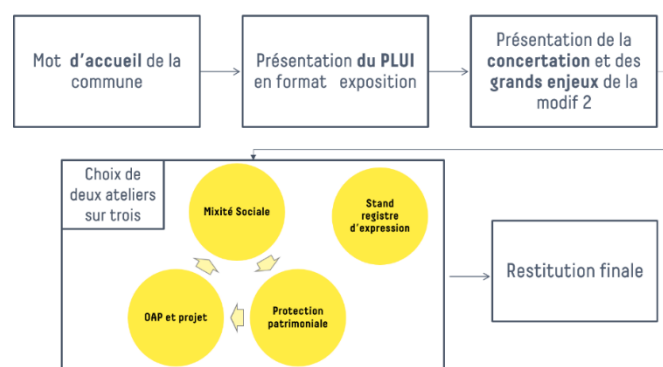 Mot d'accueil de la
commune
Présentation du PLUI
en format exposition
Présentation de la
concertation et des
grands enjeux de la
modif 2
Choix de
deux ateliers
sur trois
Mixité Sociale
Stand
registre
d'expression
OAP et projet
Protection
patrimoniale
Restitution finale